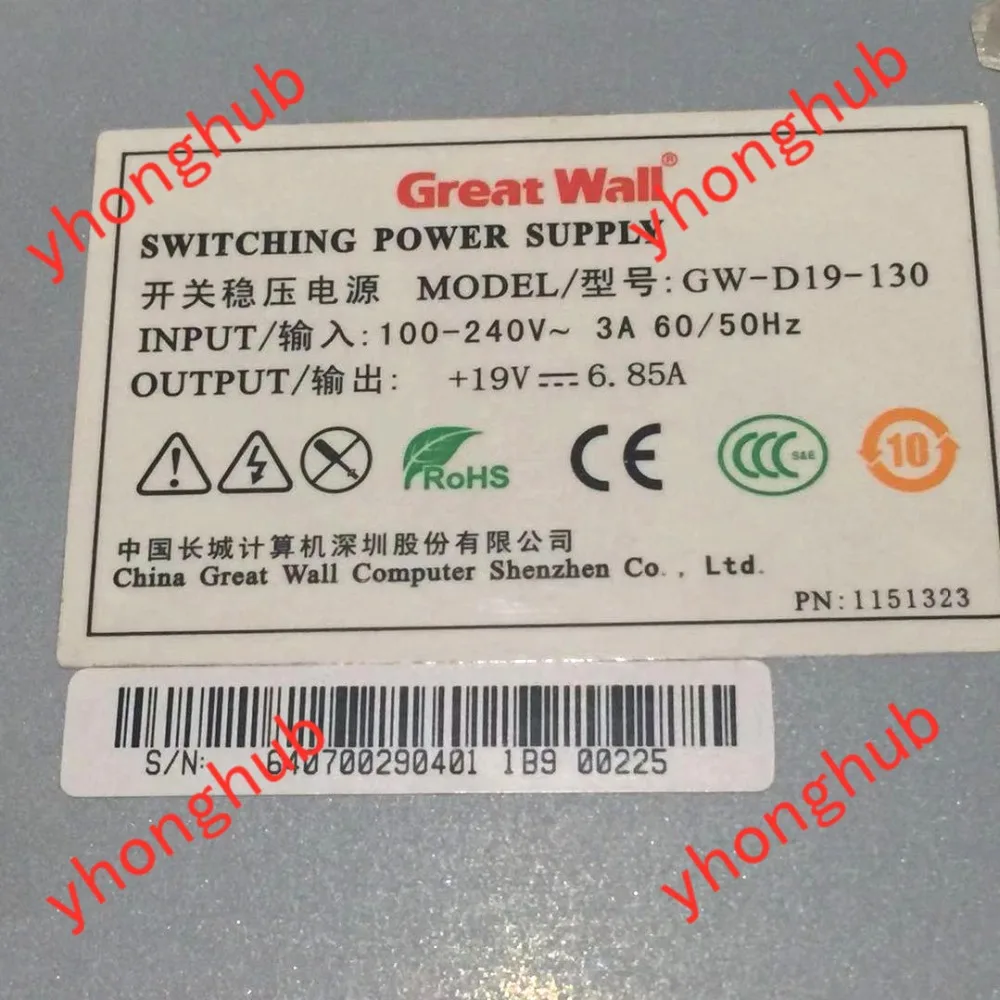 yhonghub
yhonghub
Great Wall®
SWITCHING POWER SUPPLY
开关稳压电源 MODEL/型号: GW-D19-130
INPUT/输入: 100-240V~ 3A 60/50Hz
OUTPUT/输出: +19V⎓6.85A
RoHS
CE
CCC S&E
10
中国长城计算机深圳股份有限公司
China Great Wall Computer Shenzhen Co., Ltd.
PN:1151323
S/N: 640700290401 1B9 00225
yhonghub
yhonghub